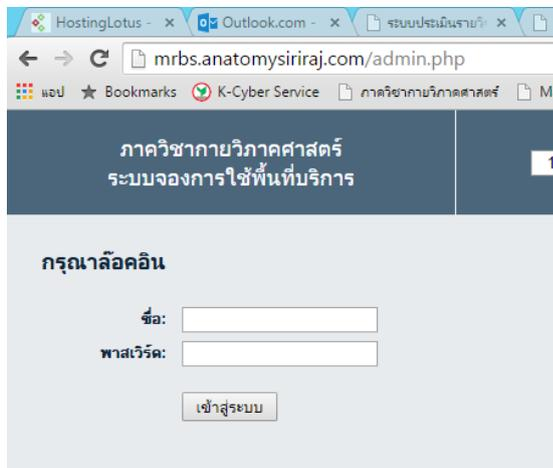 HostingLotus -
Outlook.com -
ระบบประเมินรายวิ
mrbs.anatomysiriraj.com/admin.php
แอป
Bookmarks
K-Cyber Service
ภาควิชากายวิภาคศาสตร์
M
ภาควิชากายวิภาคศาสตร์
ระบบจองการใช้พื้นที่บริการ
1
กรุณาล๊อคอิน
ชื่อ:
พาสเวิร์ด:
เข้าสู่ระบบ